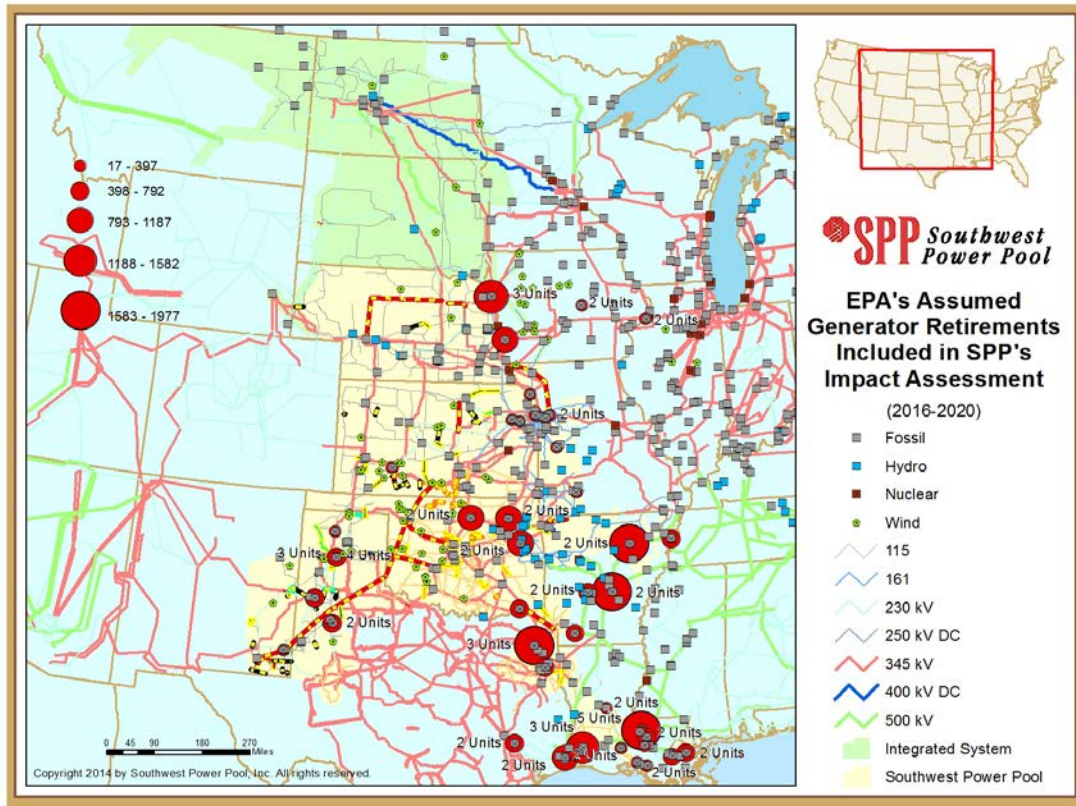 17 - 397
398 - 792
793 - 1187
1188 - 1582
1583 - 1977
3 Units
2 Units
2 Units
2 Units
2 Units
2 Units
3 Units
4 Units
2 Units
2 Units
2 Units
2 Units
2 Units
3 Units
2 Units
5 Units
3 Units
2 Units
2 Units
2 Units
2 Units
2 Units
0 45 90 180 270
Miles
Copyright 2014 by Southwest Power Pool, Inc. All rights reserved.
SPP Southwest
Power Pool
EPA's Assumed
Generator Retirements
Included in SPP's
Impact Assessment
(2016-2020)
Fossil
Hydro
Nuclear
Wind
115
161
230 kV
250 kV DC
345 kV
400 kV DC
500 kV
Integrated System
Southwest Power Pool